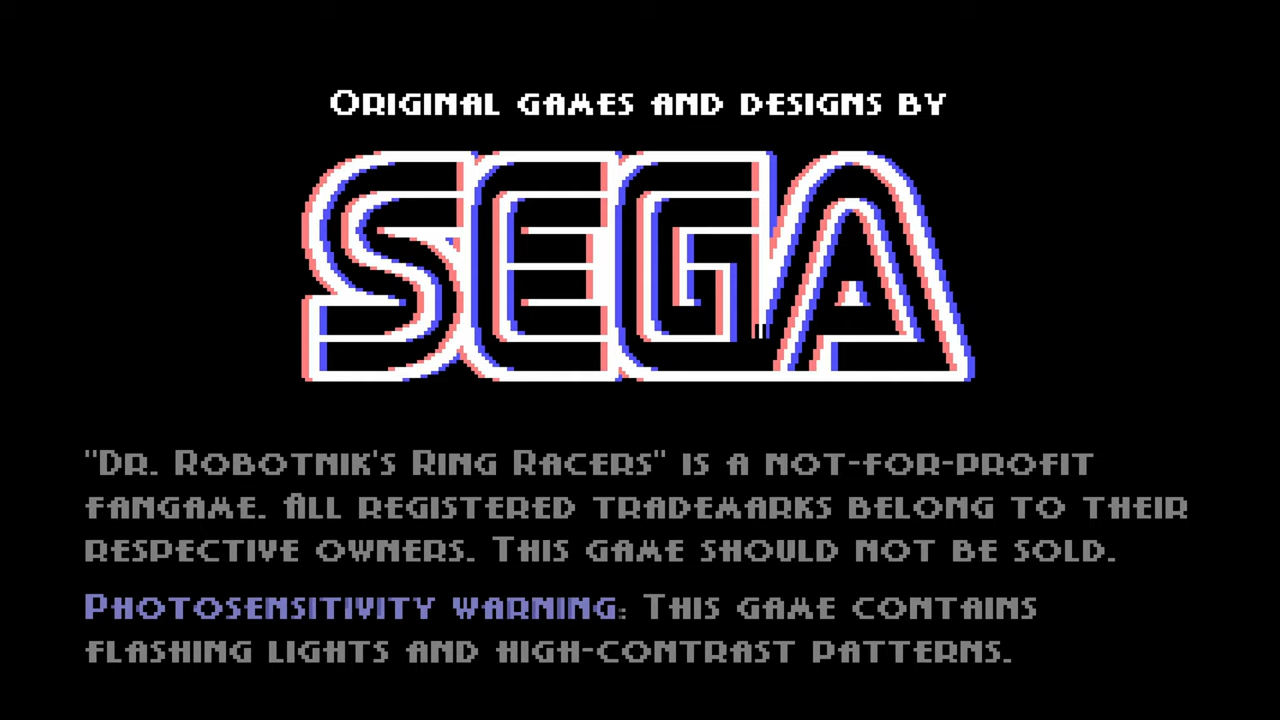 Original games and designs by
SEGA
"Dr. Robotnik's Ring Racers" is a not-for-profit
fangame. All registered trademarks belong to their
respective owners. This game should not be sold.
Photosensitivity warning: This game contains
flashing lights and high-contrast patterns.